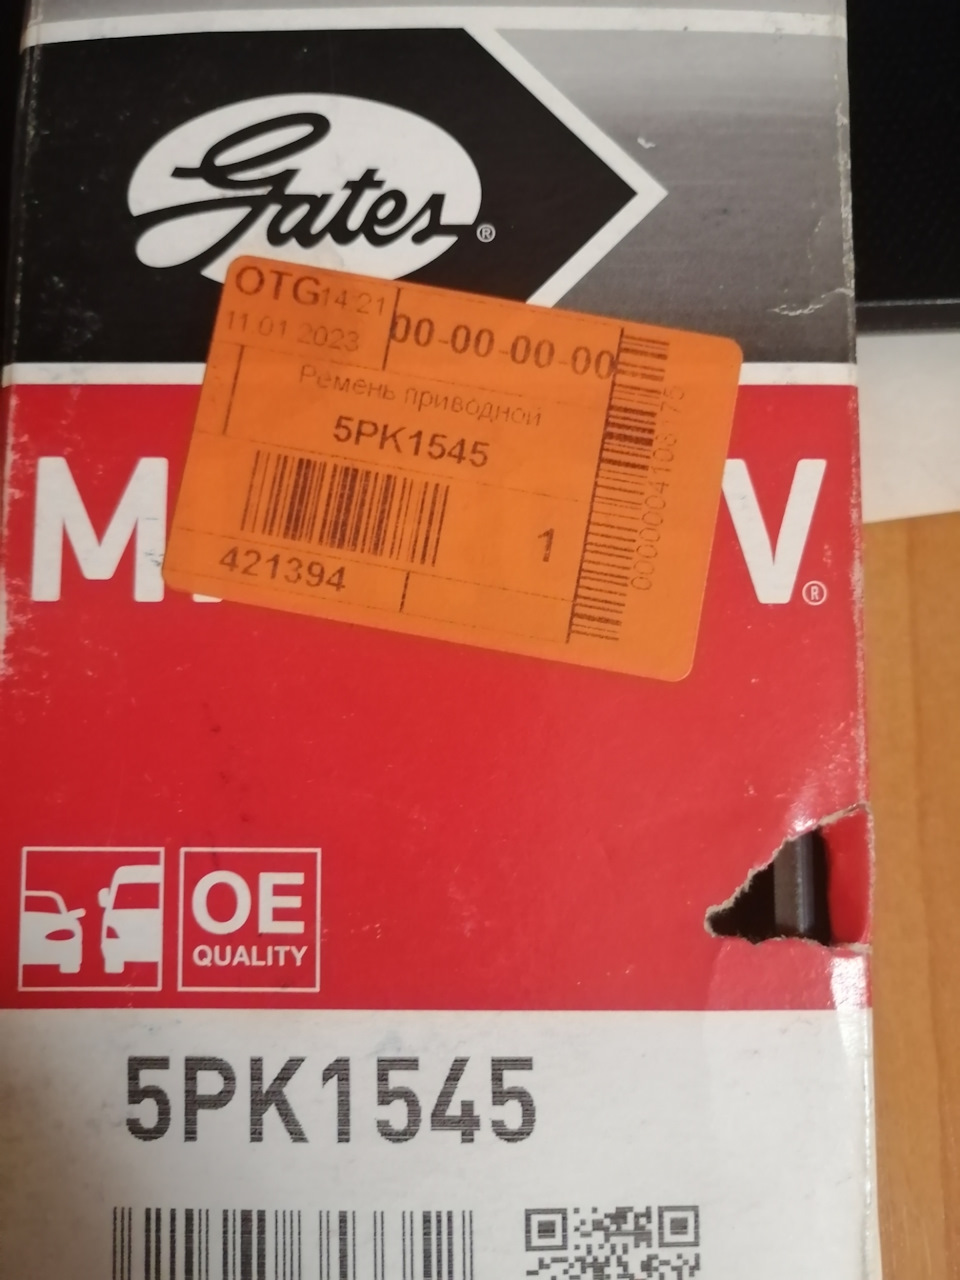 Gates®
OTG 14:21
11.01.2023
00-00-00-00
Ремень приводной
5PK1545
1
421394
M V®
OE
QUALITY
5PK1545